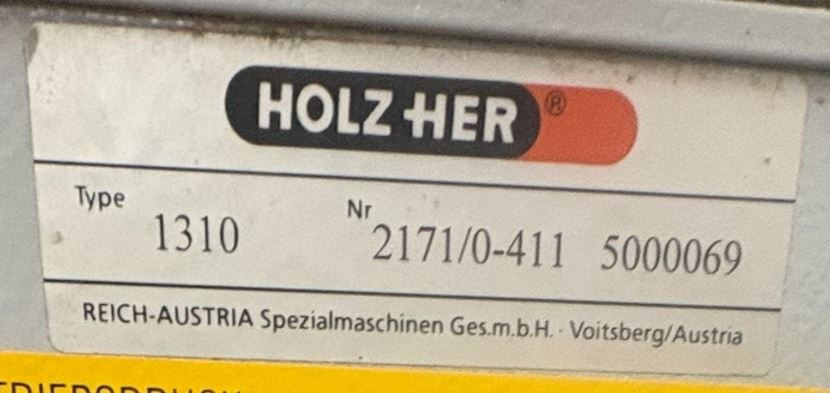 HOLZ-HER ®
Type 1310 Nr 2171/0-411 5000069
REICH-AUSTRIA Spezialmaschinen Ges.m.b.H. · Voitsberg/Austria